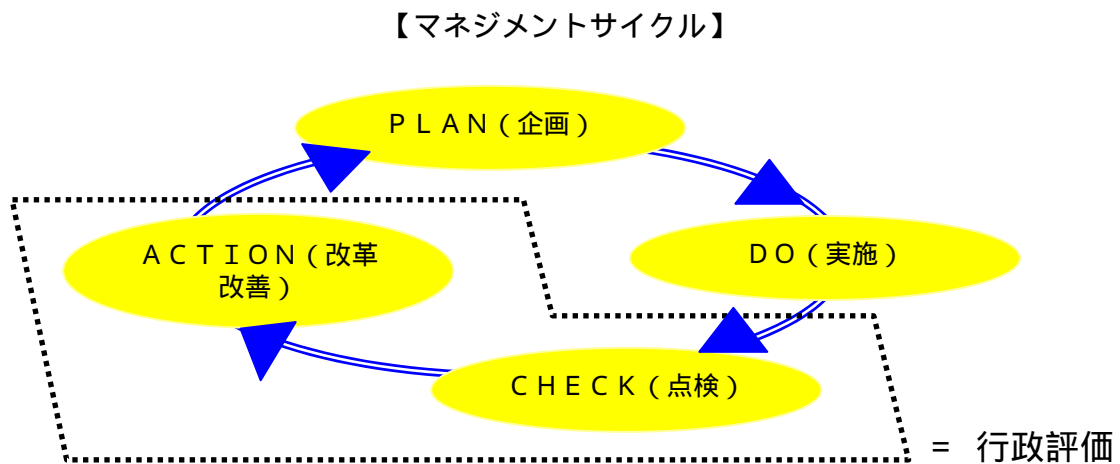 【マネジメントサイクル】
ＰＬＡＮ（企画）
ＡＣＴＩＯＮ（改革
改善）
ＤＯ（実施）
ＣＨＥＣＫ（点検）
＝ 行政評価